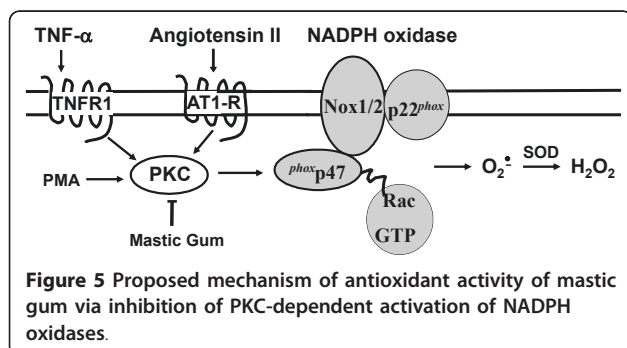 TNF-α Angiotensin II NADPH oxidase
TNFR1 AT1-R Nox1/2 p22phox
PMA PKC phoxp47 O2•- SOD H2O2
Rac
GTP
Mastic Gum
Figure 5 Proposed mechanism of antioxidant activity of mastic
gum via inhibition of PKC-dependent activation of NADPH
oxidases.